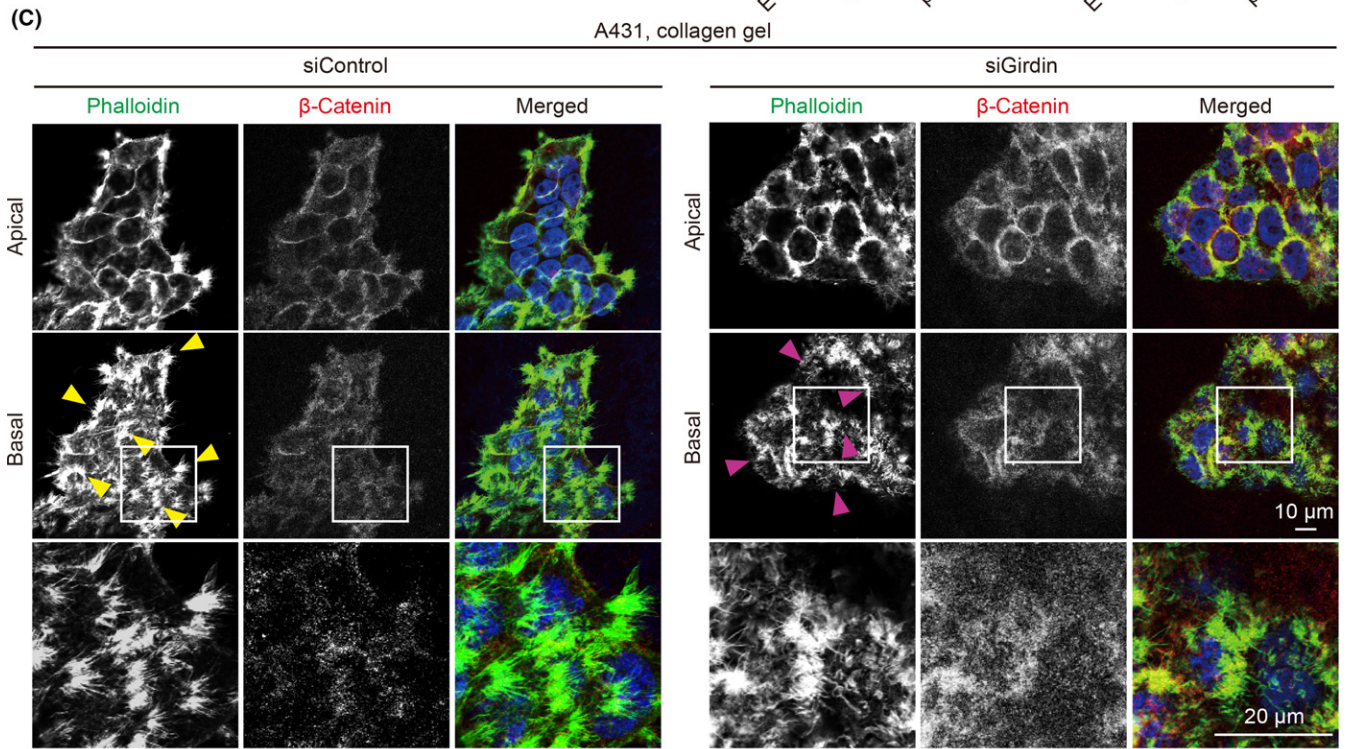 (C)
A431, collagen gel
siControl siGirdin
Phalloidin β-Catenin Merged Phalloidin β-Catenin Merged
Apical Apical
Basal Basal
10 µm
20 µm